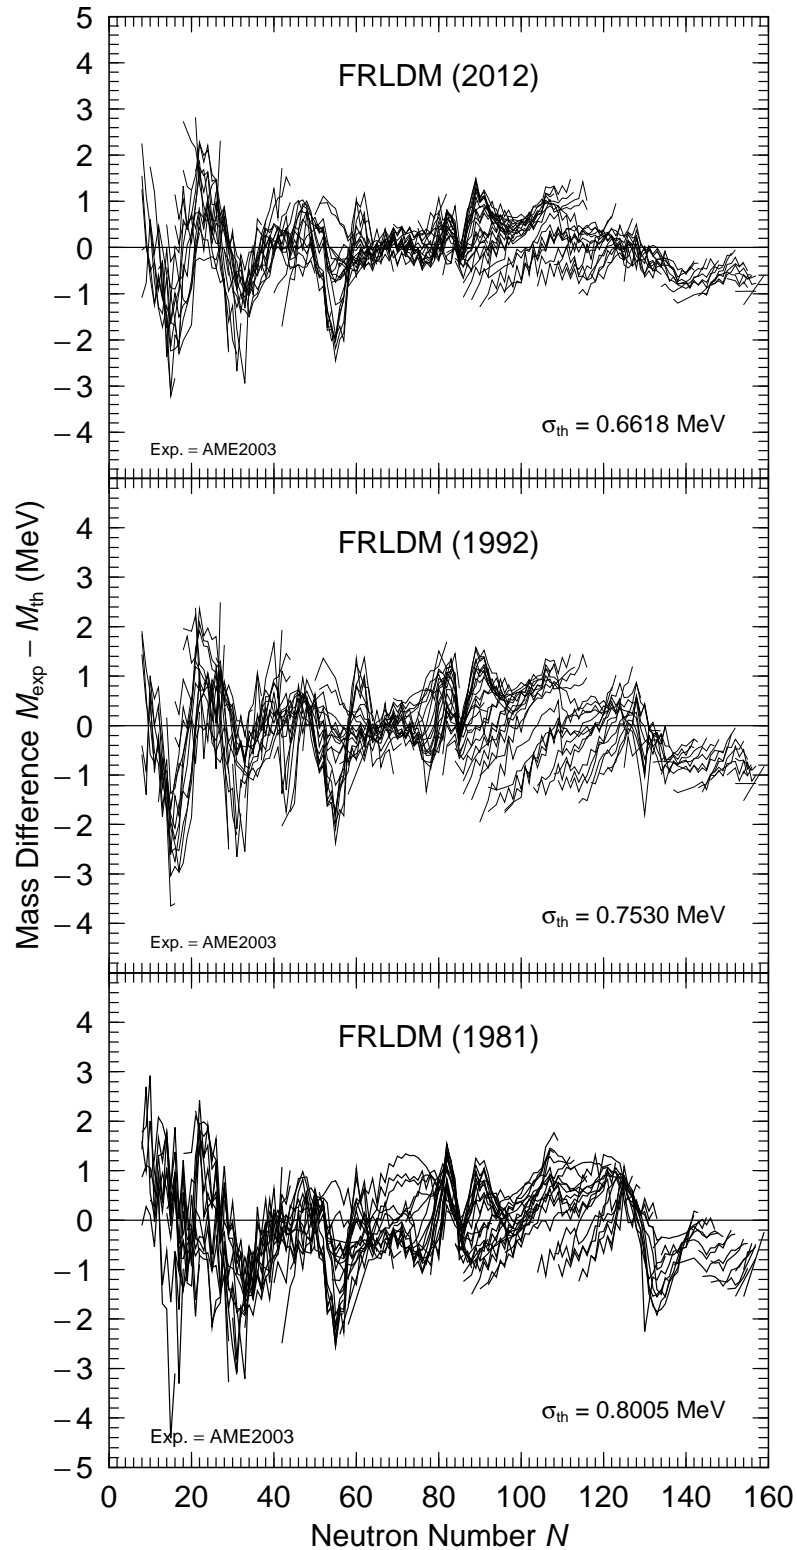 5
4
3
2
1
0
−1
−2
−3
−4
FRLDM (2012)
σth = 0.6618 MeV
Exp. = AME2003
4
3
2
1
0
−1
−2
−3
−4
FRLDM (1992)
σth = 0.7530 MeV
Exp. = AME2003
Mass Difference Mexp − Mth (MeV)
4
3
2
1
0
−1
−2
−3
−4
−5
FRLDM (1981)
σth = 0.8005 MeV
Exp. = AME2003
0 20 40 60 80 100 120 140 160
Neutron Number N